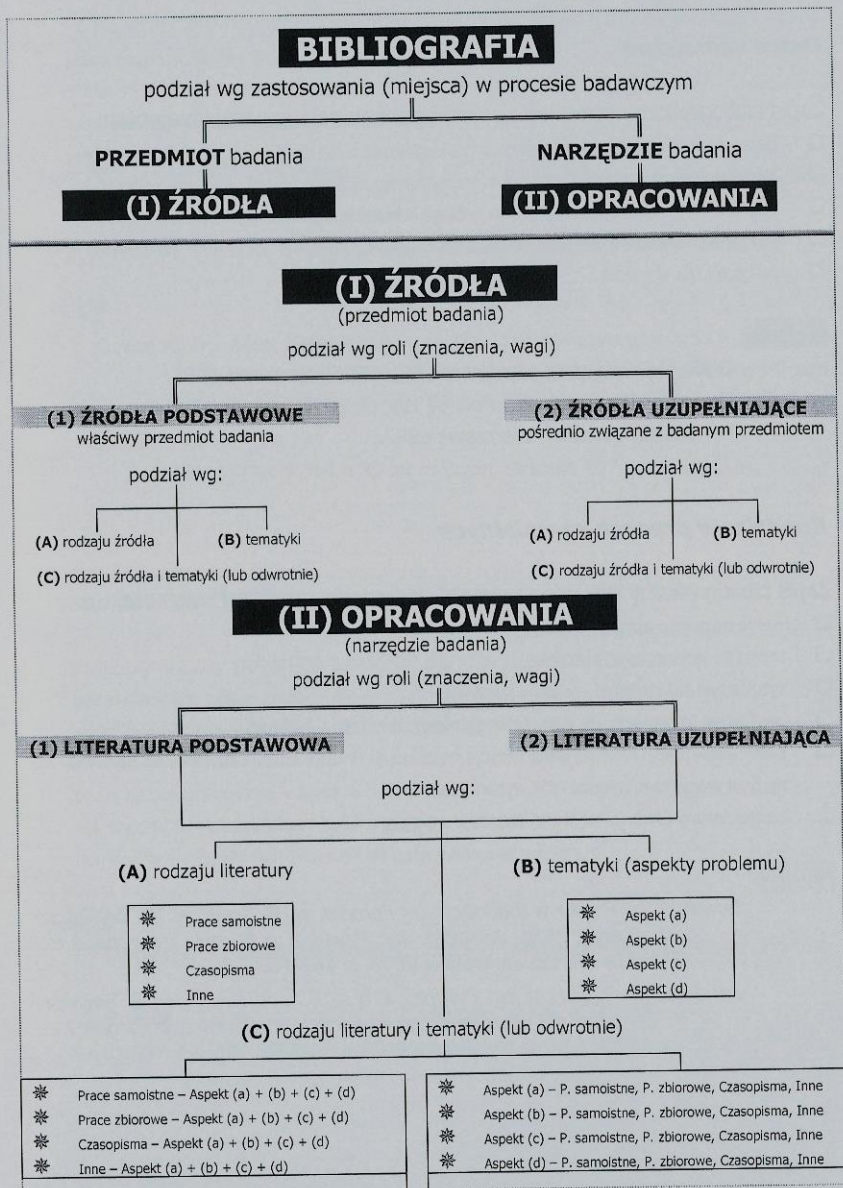 BIBLIOGRAFIA
podział wg zastosowania (miejsca) w procesie badawczym
PRZEDMIOT badania
NARZĘDZIE badania
(I) ŹRÓDŁA
(II) OPRACOWANIA
(I) ŹRÓDŁA
(przedmiot badania)
podział wg roli (znaczenia, wagi)
(1) ŹRÓDŁA PODSTAWOWE
właściwy przedmiot badania
podział wg:
(A) rodzaju źródła
(B) tematyki
(C) rodzaju źródła i tematyki (lub odwrotnie)
(2) ŹRÓDŁA UZUPEŁNIAJĄCE
pośrednio związane z badanym przedmiotem
podział wg:
(A) rodzaju źródła
(B) tematyki
(C) rodzaju źródła i tematyki (lub odwrotnie)
(II) OPRACOWANIA
(narzędzie badania)
podział wg roli (znaczenia, wagi)
(1) LITERATURA PODSTAWOWA
(2) LITERATURA UZUPEŁNIAJĄCA
podział wg:
(A) rodzaju literatury
Prace samoistne
Prace zbiorowe
Czasopisma
Inne
(B) tematyki (aspekty problemu)
Aspekt (a)
Aspekt (b)
Aspekt (c)
Aspekt (d)
(C) rodzaju literatury i tematyki (lub odwrotnie)
Prace samoistne – Aspekt (a) + (b) + (c) + (d)
Prace zbiorowe – Aspekt (a) + (b) + (c) + (d)
Czasopisma – Aspekt (a) + (b) + (c) + (d)
Inne – Aspekt (a) + (b) + (c) + (d)
Aspekt (a) – P. samoistne, P. zbiorowe, Czasopisma, Inne
Aspekt (b) – P. samoistne, P. zbiorowe, Czasopisma, Inne
Aspekt (c) – P. samoistne, P. zbiorowe, Czasopisma, Inne
Aspekt (d) – P. samoistne, P. zbiorowe, Czasopisma, Inne